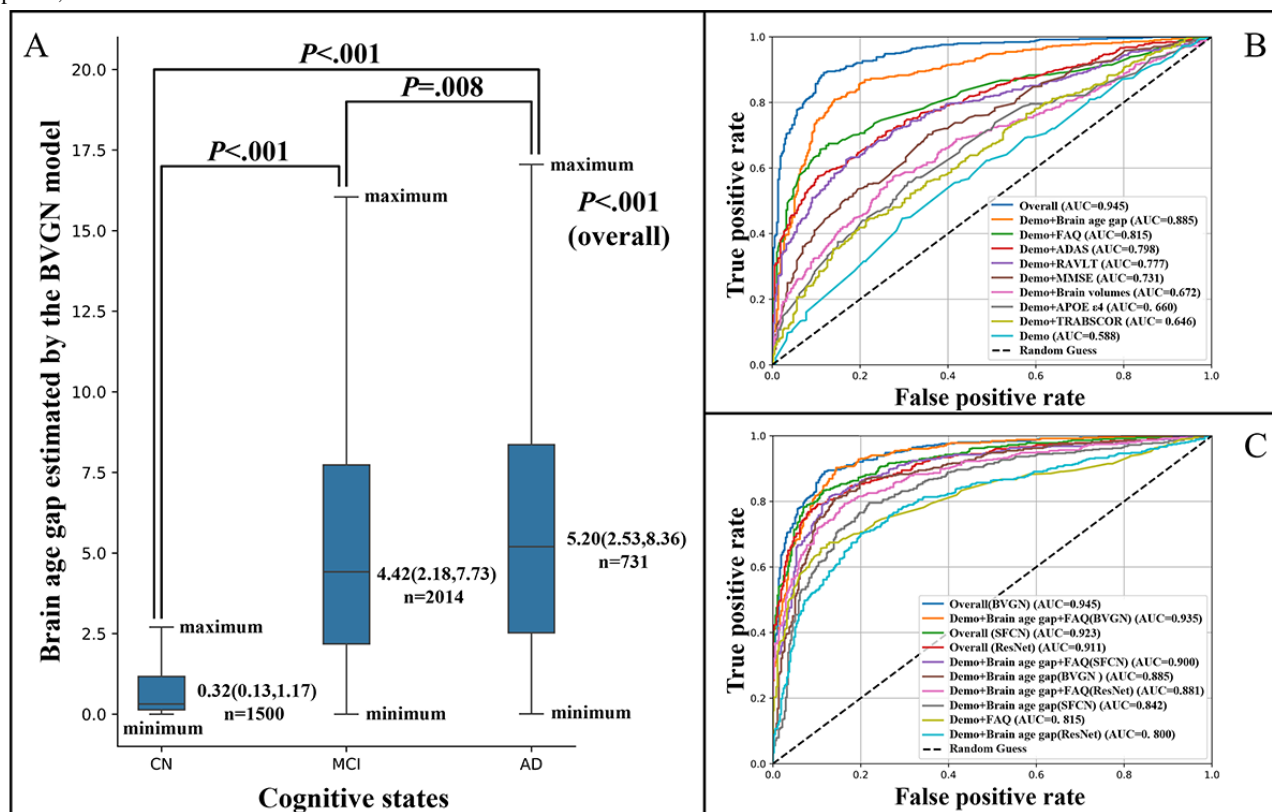 A
P<.001
P=.008
P<.001
P<.001
(overall)
maximum
maximum
maximum
minimum
minimum
minimum
0.32(0.13,1.17)
n=1500
4.42(2.18,7.73)
n=2014
5.20(2.53,8.36)
n=731
Brain age gap estimated by the BVGN model
20.0
17.5
15.0
12.5
10.0
7.5
5.0
2.5
0.0
CN
MCI
AD
Cognitive states
B
True positive rate
1.0
0.8
0.6
0.4
0.2
0.0
Overall (AUC=0.945)
Demo+Brain age gap (AUC=0.885)
Demo+FAQ (AUC=0.815)
Demo+ADAS (AUC=0.798)
Demo+RAVLT (AUC=0.777)
Demo+MMSE (AUC=0.731)
Demo+Brain volumes (AUC=0.672)
Demo+APOE ε4 (AUC=0. 660)
Demo+TRABSCOR (AUC= 0.646)
Demo (AUC=0.588)
Random Guess
0.0 0.2 0.4 0.6 0.8 1.0
False positive rate
C
True positive rate
1.0
0.8
0.6
0.4
0.2
0.0
Overall(BVGN) (AUC=0.945)
Demo+Brain age gap+FAQ(BVGN) (AUC=0.935)
Overall (SFCN) (AUC=0.923)
Overall (ResNet) (AUC=0.911)
Demo+Brain age gap+FAQ(SFCN) (AUC=0.900)
Demo+Brain age gap(BVGN ) (AUC=0.885)
Demo+Brain age gap+FAQ(ResNet) (AUC=0.881)
Demo+Brain age gap(SFCN) (AUC=0.842)
Demo+FAQ (AUC=0. 815)
Demo+Brain age gap(ResNet) (AUC=0. 800)
Random Guess
0.0 0.2 0.4 0.6 0.8 1.0
False positive rate